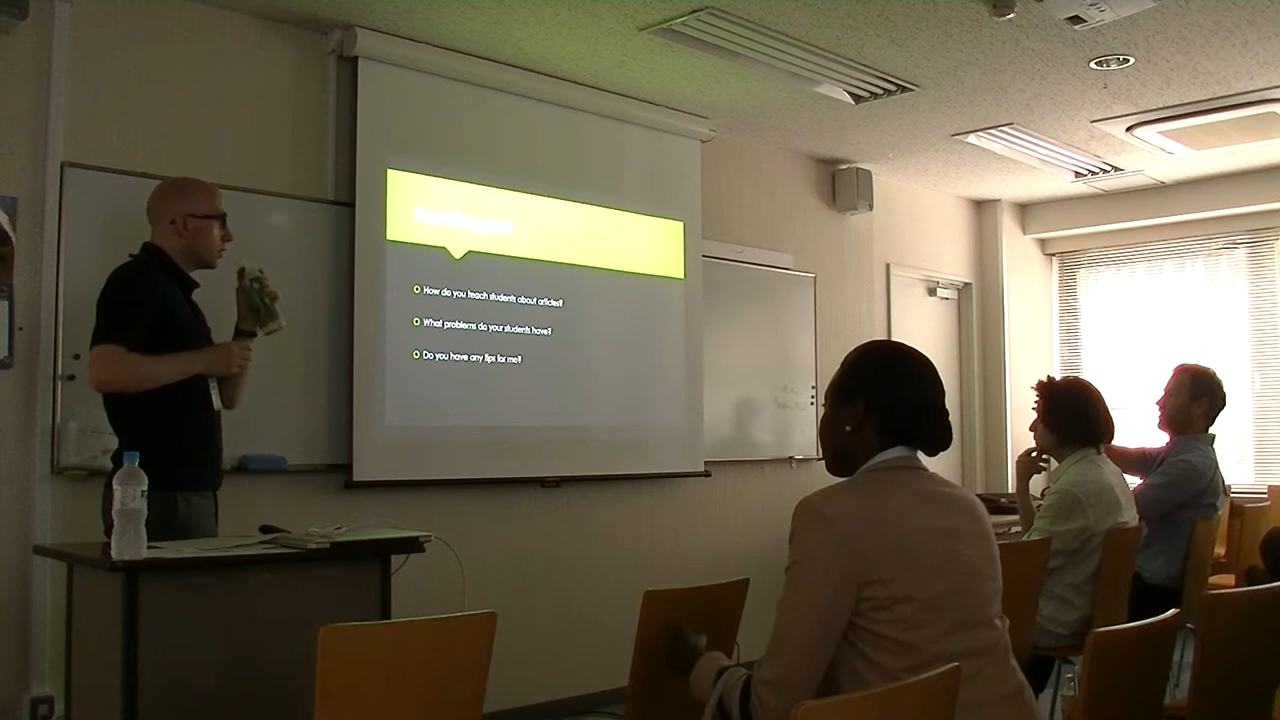 How do you teach students about articles?
What problems do your students have?
Do you have any tips for me?